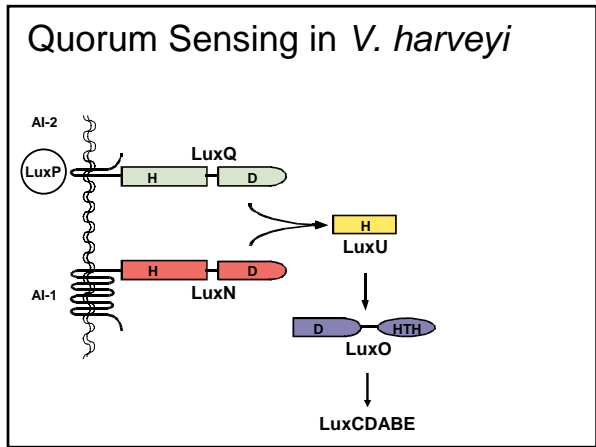 Quorum Sensing in V. harveyi
AI-2
LuxP
LuxQ
H
D
H
LuxU
H
D
LuxN
AI-1
D
HTH
LuxO
LuxCDABE